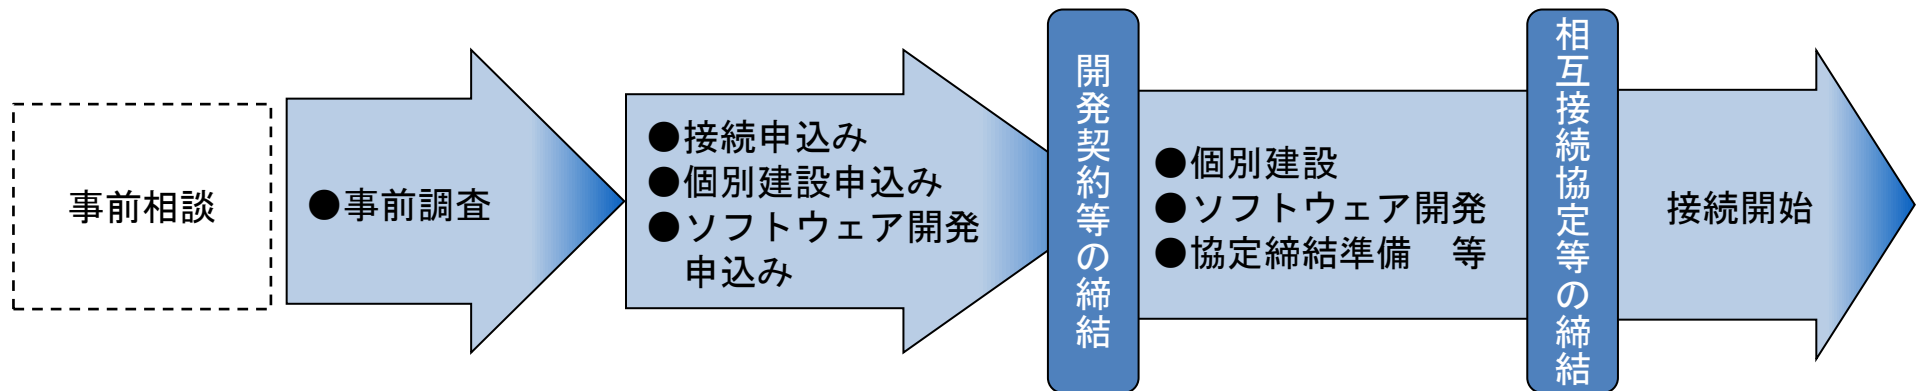 事前相談
●事前調査
●接続申込み
●個別建設申込み
●ソフトウェア開発
申込み
開発契約等の締結
●個別建設
●ソフトウェア開発
●協定締結準備　等
相互接続協定等の締結
接続開始